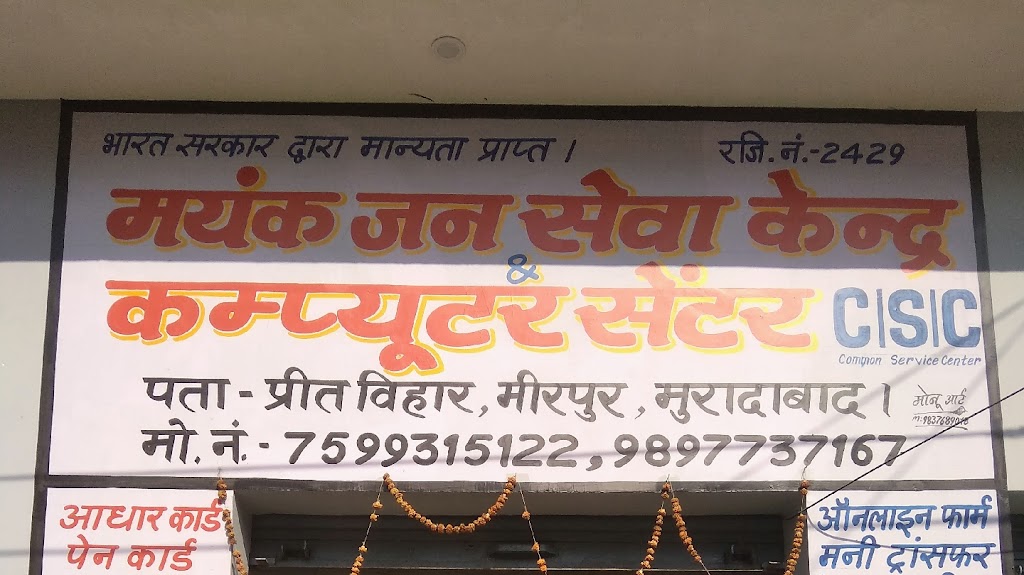 भारत सरकार द्वारा मान्यता प्राप्त । रजि. नं.-2429
मयंक जन सेवा केन्द्र
&
कम्प्यूटर सेंटर C|S|C
Common Service Center
पता - प्रीत विहार, मीरपुर, मुरादाबाद ।
मोनू आर्ट
मो. नं.- 7599315122, 9897737167
आधार कार्ड
पेन कार्ड
ऑनलाइन फार्म
मनी ट्रांसफर